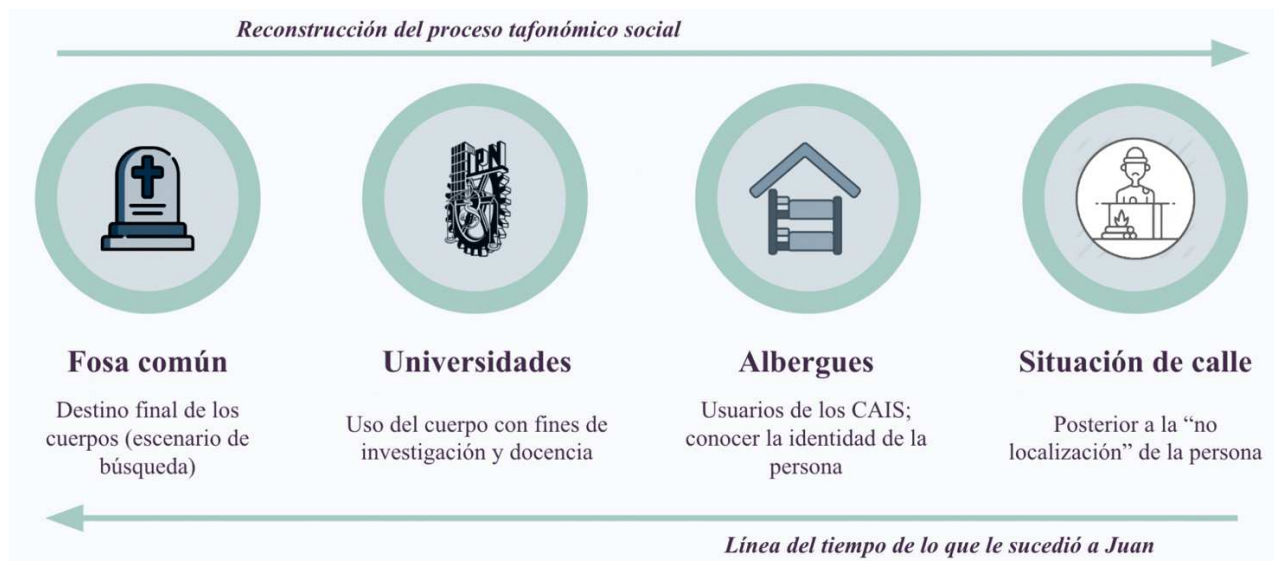 Reconstrucción del proceso tafonómico social
IPN
Fosa común
Destino final de los
cuerpos (escenario de
búsqueda)
Universidades
Uso del cuerpo con fines de
investigación y docencia
Albergues
Usuarios de los CAIS;
conocer la identidad de la
persona
Situación de calle
Posterior a la “no
localización” de la persona
Línea del tiempo de lo que le sucedió a Juan